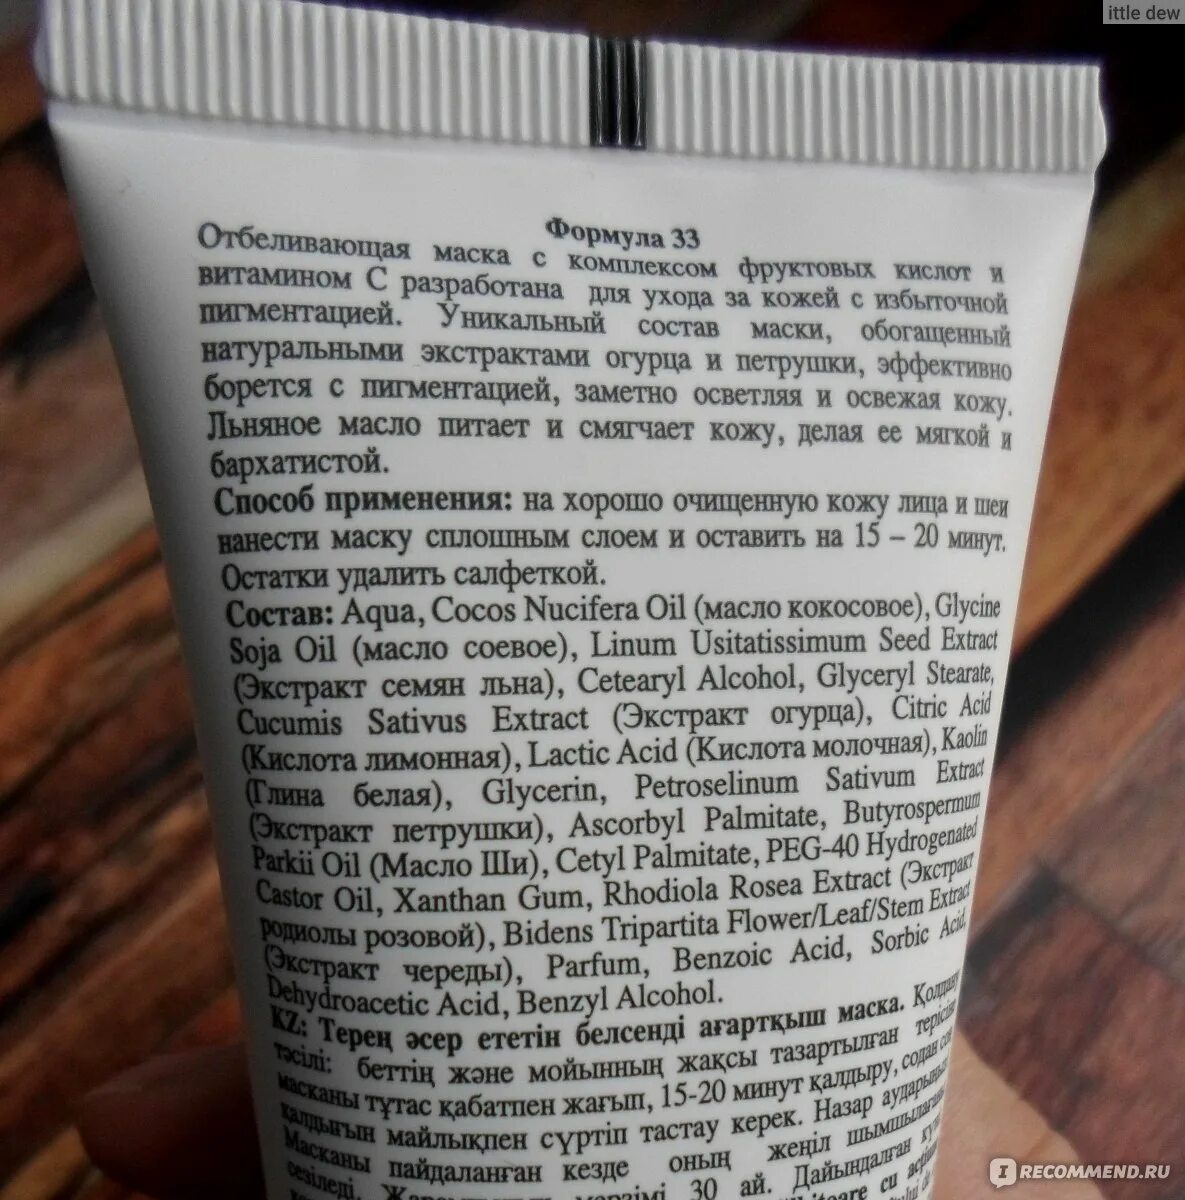 ittle dew
Формула 33
Отбеливающая маска с комплексом фруктовых кислот и
витамином С разработана для ухода за кожей с избыточной
пигментацией. Уникальный состав маски, обогащенный
натуральными экстрактами огурца и петрушки, эффективно
борется с пигментацией, заметно осветляя и освежая кожу.
Льняное масло питает и смягчает кожу, делая ее мягкой и
бархатистой.
Способ применения: на хорошо очищенную кожу лица и шеи
нанести маску сплошным слоем и оставить на 15 – 20 минут.
Остатки удалить салфеткой.
Состав: Aqua, Cocos Nucifera Oil (масло кокосовое), Glycine
Soja Oil (масло соевое), Linum Usitatissimum Seed Extract
(Экстракт семян льна), Cetearyl Alcohol, Glyceryl Stearate,
Cucumis Sativus Extract (Экстракт огурца), Citric Acid
(Кислота лимонная), Lactic Acid (Кислота молочная), Kaolin
(Глина белая), Glycerin, Petroselinum Sativum Extract
(Экстракт петрушки), Ascorbyl Palmitate, Butyrospermum
Parkii Oil (Масло Ши), Cetyl Palmitate, PEG-40 Hydrogenated
Castor Oil, Xanthan Gum, Rhodiola Rosea Extract (Экстракт
родиолы розовой), Bidens Tripartita Flower/Leaf/Stem Extract
(Экстракт череды), Parfum, Benzoic Acid, Sorbic Acid,
Dehydroacetic Acid, Benzyl Alcohol.
KZ: Терең әсер ететін белсенді ағартқыш маска. Қолдану
тәсілі: беттің және мойынның жақсы тазартылған терісіне
масканы тұтас қабатпен жағып, 15-20 минут қалдыру, содан соң
қалдығын майлықпен сүртіп тастау керек. Назар аударыңыз
Масканы пайдаланған кезде оның жеңіл
сезіледі. мерзімі 30 ай. Дайындалған
cu
IRECOMMEND.RU